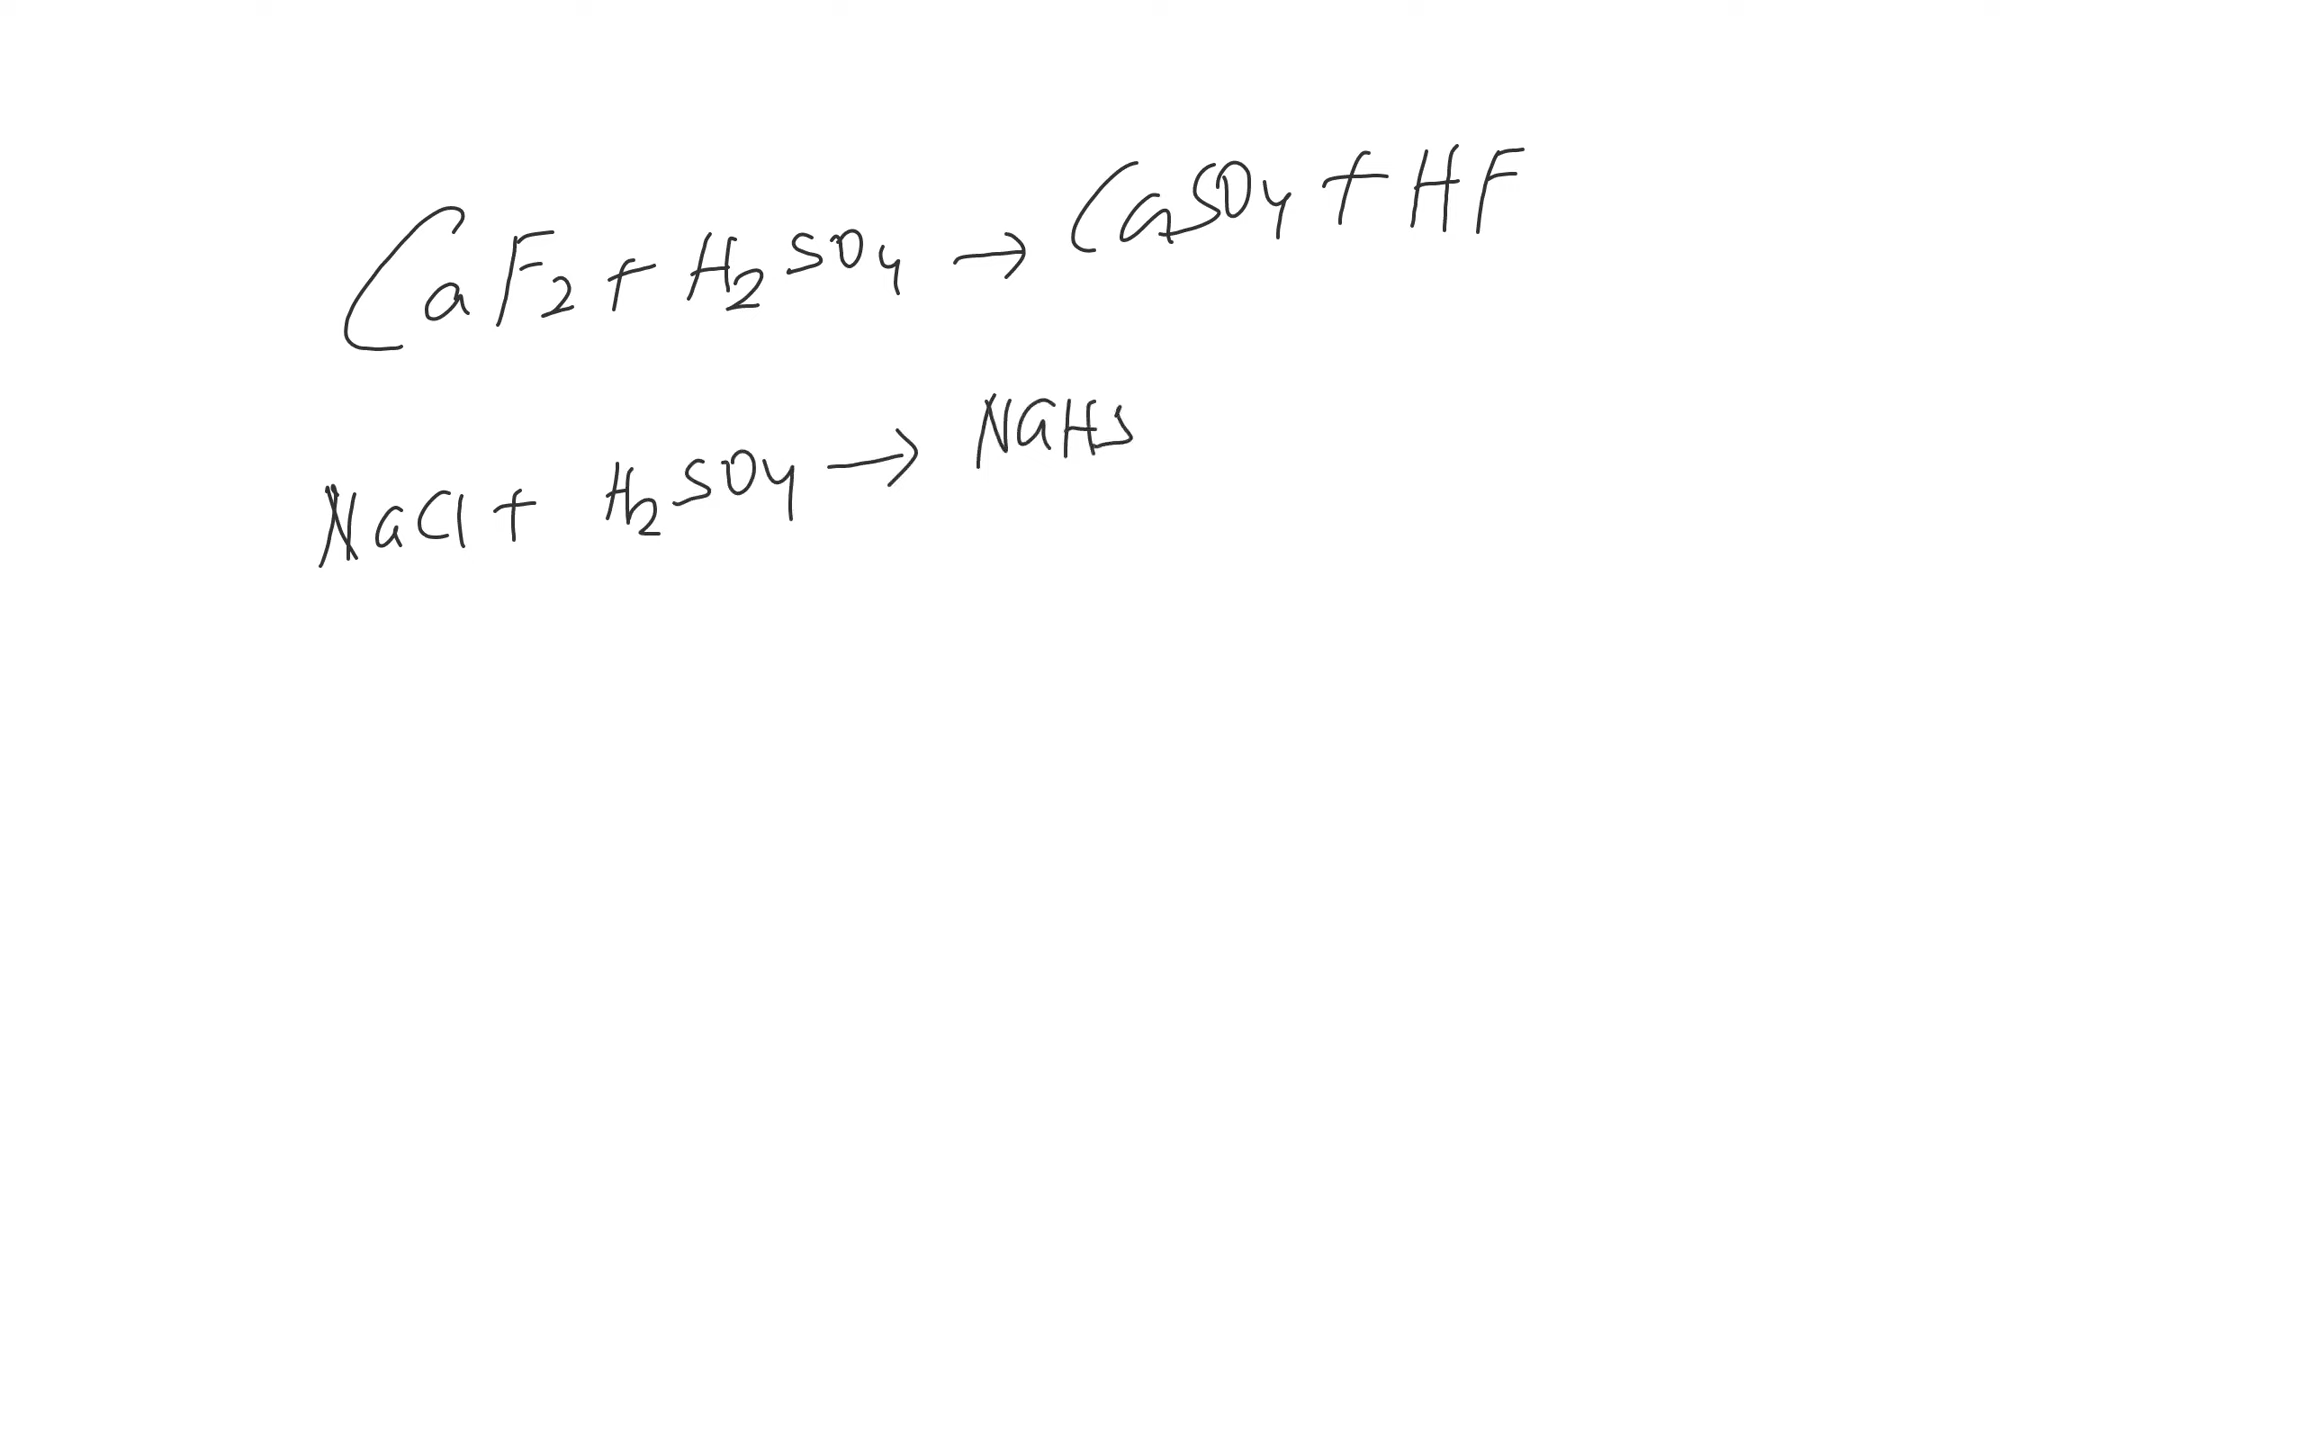 CaF2 + H2SO4 → CaSO4 + HF
NaCl + H2SO4 → NaHS